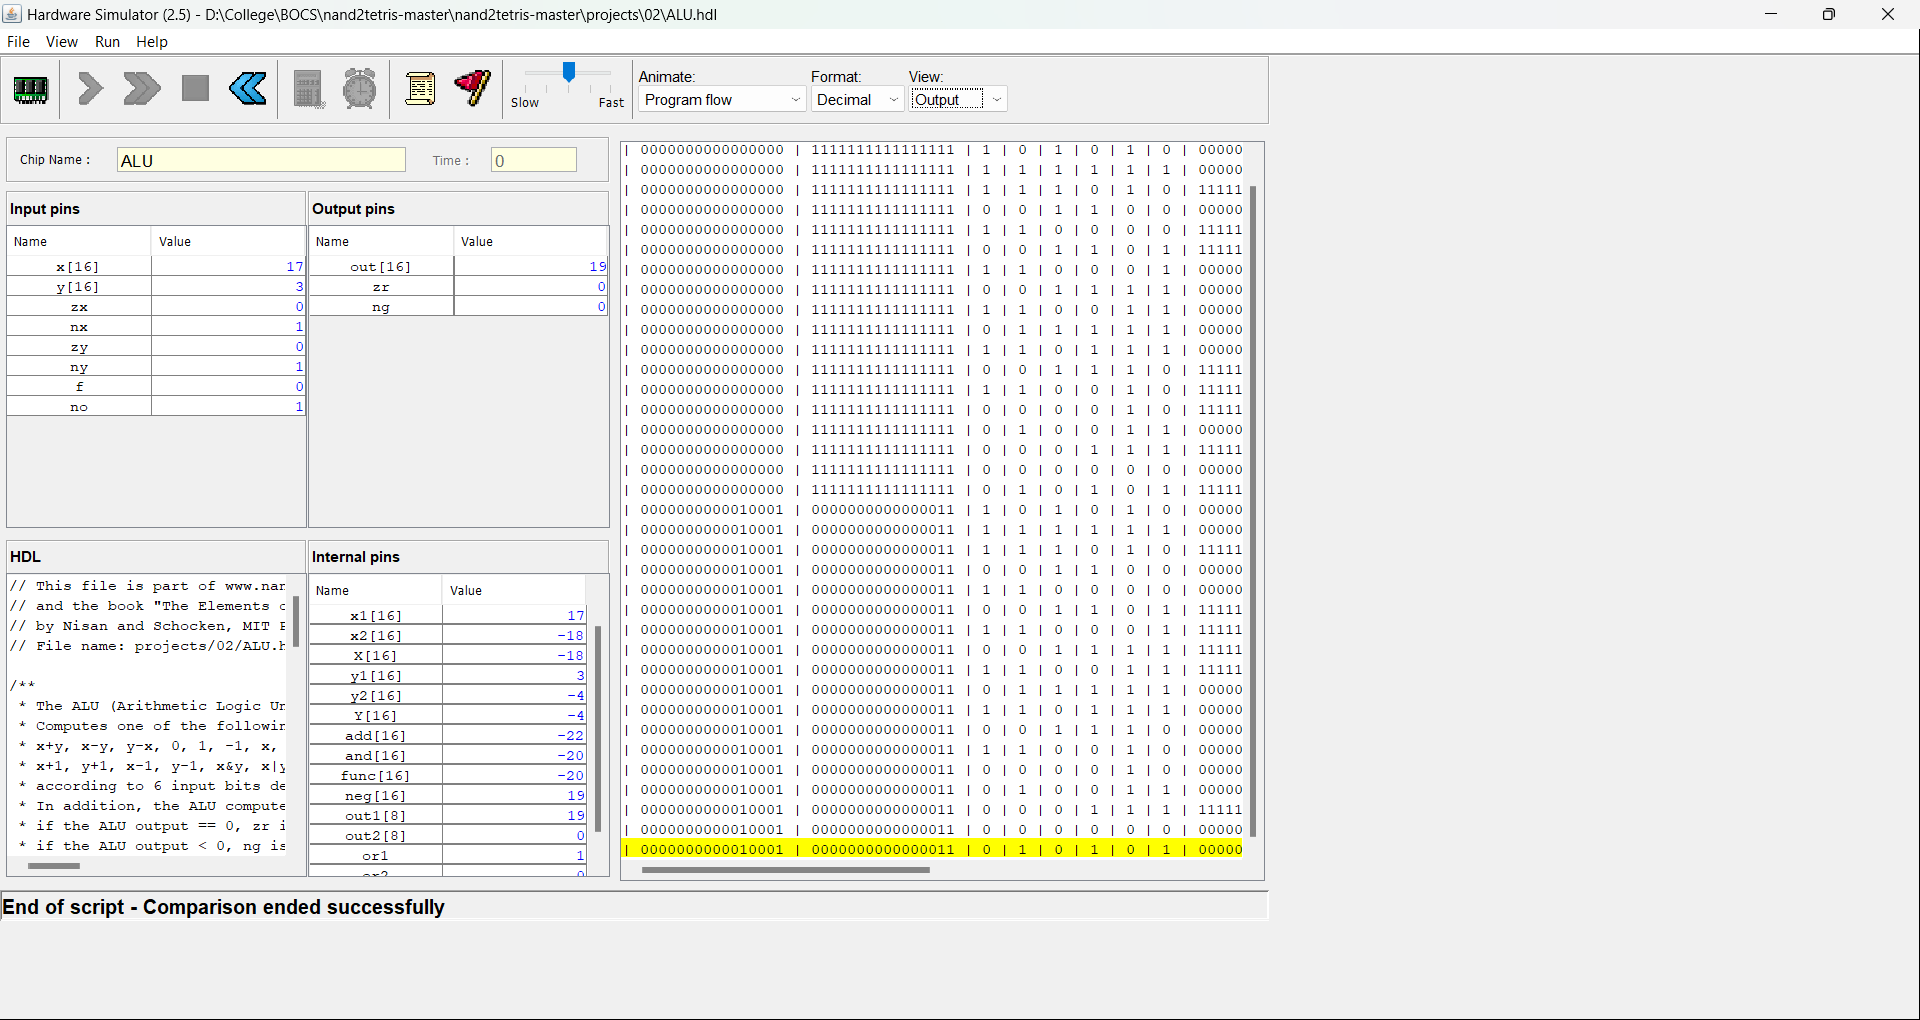 Hardware Simulator (2.5) - D:\College\BOCS\nand2tetris-master\nand2tetris-master\projects\02\ALU.hdl
File View Run Help
Slow Fast
Animate:
Program flow
Format:
Decimal
View:
Output
Chip Name : ALU Time : 0
Input pins
Name Value
x[16] 17
y[16] 3
zx 0
nx 1
zy 0
ny 1
f 0
no 1
Output pins
Name Value
out[16] 19
zr 0
ng 0
HDL
// This file is part of www.nan
// and the book "The Elements
// by Nisan and Schocken, MIT
// File name: projects/02/ALU.h
/**
* The ALU (Arithmetic Logic Un
* Computes one of the followin
* x+y, x-y, y-x, 0, 1, -1, x,
* x+1, y+1, x-1, y-1, x&y, x|y
* according to 6 input bits de
* In addition, the ALU compute
* if the ALU output == 0, zr i
* if the ALU output < 0, ng is
Internal pins
Name Value
x1[16] 17
x2[16] -18
X[16] -18
y1[16] 3
y2[16] -4
Y[16] -4
add[16] -22
and[16] -20
func[16] -20
neg[16] 19
out1[8] 19
out2[8] 0
or1 1
or2 0
| 0000000000000000 | 1111111111111111 | 1 | 0 | 1 | 0 | 1 | 0 | 00000
| 0000000000000000 | 1111111111111111 | 1 | 1 | 1 | 1 | 1 | 1 | 00000
| 0000000000000000 | 1111111111111111 | 1 | 1 | 1 | 0 | 1 | 0 | 11111
| 0000000000000000 | 1111111111111111 | 0 | 0 | 1 | 1 | 0 | 0 | 00000
| 0000000000000000 | 1111111111111111 | 1 | 1 | 0 | 0 | 0 | 0 | 11111
| 0000000000000000 | 1111111111111111 | 0 | 0 | 1 | 1 | 0 | 1 | 11111
| 0000000000000000 | 1111111111111111 | 1 | 1 | 0 | 0 | 0 | 1 | 00000
| 0000000000000000 | 1111111111111111 | 0 | 0 | 1 | 1 | 1 | 1 | 00000
| 0000000000000000 | 1111111111111111 | 1 | 1 | 0 | 0 | 1 | 1 | 00000
| 0000000000000000 | 1111111111111111 | 0 | 1 | 1 | 1 | 1 | 1 | 00000
| 0000000000000000 | 1111111111111111 | 1 | 1 | 0 | 1 | 1 | 1 | 00000
| 0000000000000000 | 1111111111111111 | 0 | 0 | 1 | 1 | 1 | 0 | 11111
| 0000000000000000 | 1111111111111111 | 1 | 1 | 0 | 0 | 1 | 0 | 11111
| 0000000000000000 | 1111111111111111 | 0 | 0 | 0 | 0 | 1 | 0 | 11111
| 0000000000000000 | 1111111111111111 | 0 | 1 | 0 | 0 | 1 | 1 | 00000
| 0000000000000000 | 1111111111111111 | 0 | 0 | 0 | 1 | 1 | 1 | 11111
| 0000000000000000 | 1111111111111111 | 0 | 0 | 0 | 0 | 0 | 0 | 00000
| 0000000000000000 | 1111111111111111 | 0 | 1 | 0 | 1 | 0 | 1 | 11111
| 0000000000010001 | 0000000000000011 | 1 | 0 | 1 | 0 | 1 | 0 | 00000
| 0000000000010001 | 0000000000000011 | 1 | 1 | 1 | 1 | 1 | 1 | 00000
| 0000000000010001 | 0000000000000011 | 1 | 1 | 1 | 0 | 1 | 0 | 11111
| 0000000000010001 | 0000000000000011 | 0 | 0 | 1 | 1 | 0 | 0 | 00000
| 0000000000010001 | 0000000000000011 | 1 | 1 | 0 | 0 | 0 | 0 | 00000
| 0000000000010001 | 0000000000000011 | 0 | 0 | 1 | 1 | 0 | 1 | 11111
| 0000000000010001 | 0000000000000011 | 1 | 1 | 0 | 0 | 0 | 1 | 11111
| 0000000000010001 | 0000000000000011 | 0 | 0 | 1 | 1 | 1 | 1 | 11111
| 0000000000010001 | 0000000000000011 | 1 | 1 | 0 | 0 | 1 | 1 | 11111
| 0000000000010001 | 0000000000000011 | 0 | 1 | 1 | 1 | 1 | 1 | 00000
| 0000000000010001 | 0000000000000011 | 1 | 1 | 0 | 1 | 1 | 1 | 00000
| 0000000000010001 | 0000000000000011 | 0 | 0 | 1 | 1 | 1 | 0 | 00000
| 0000000000010001 | 0000000000000011 | 1 | 1 | 0 | 0 | 1 | 0 | 00000
| 0000000000010001 | 0000000000000011 | 0 | 0 | 0 | 0 | 1 | 0 | 00000
| 0000000000010001 | 0000000000000011 | 0 | 1 | 0 | 0 | 1 | 1 | 00000
| 0000000000010001 | 0000000000000011 | 0 | 0 | 0 | 1 | 1 | 1 | 11111
| 0000000000010001 | 0000000000000011 | 0 | 0 | 0 | 0 | 0 | 0 | 00000
| 0000000000010001 | 0000000000000011 | 0 | 1 | 0 | 1 | 0 | 1 | 00000
End of script - Comparison ended successfully